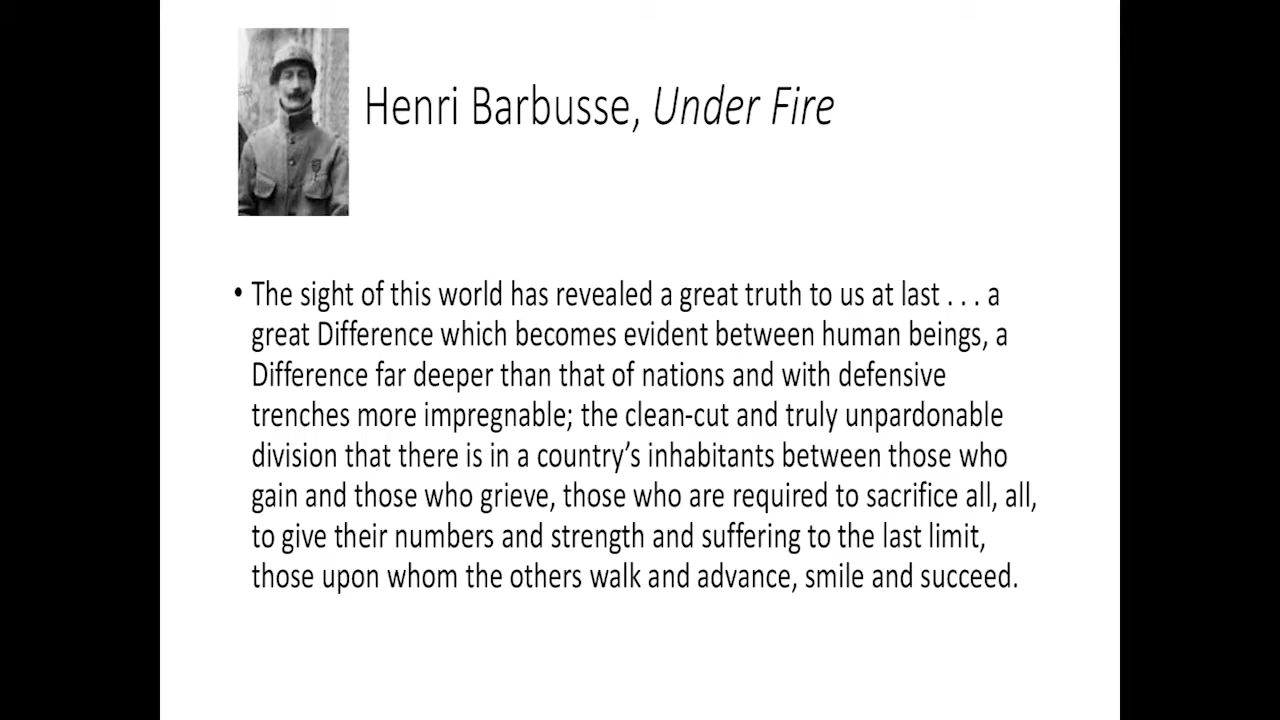 Henri Barbusse, Under Fire
• The sight of this world has revealed a great truth to us at last . . . a
great Difference which becomes evident between human beings, a
Difference far deeper than that of nations and with defensive
trenches more impregnable; the clean-cut and truly unpardonable
division that there is in a country’s inhabitants between those who
gain and those who grieve, those who are required to sacrifice all, all,
to give their numbers and strength and suffering to the last limit,
those upon whom the others walk and advance, smile and succeed.